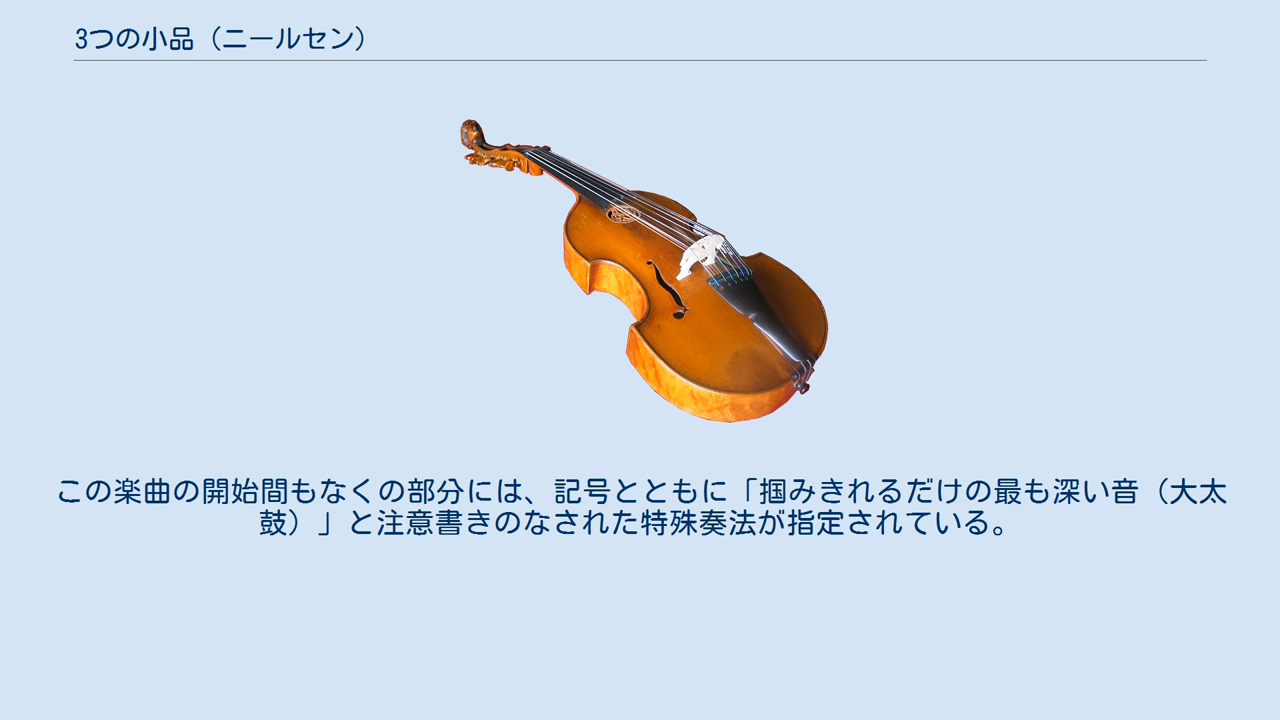 3つの小品（ニールセン）
この楽曲の開始間もなくの部分には、記号とともに「掴みきれるだけの最も深い音（大太
鼓）」と注意書きのなされた特殊奏法が指定されている。